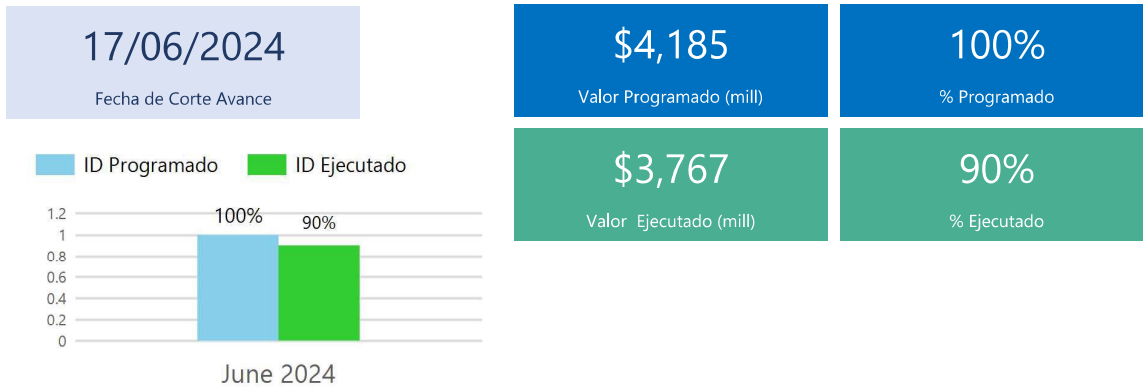 17/06/2024
Fecha de Corte Avance
$4,185
Valor Programado (mill)
100%
% Programado
$3,767
Valor  Ejecutado (mill)
90%
% Ejecutado
ID Programado
ID Ejecutado
1.2
1
0.8
0.6
0.4
0.2
0
100%
90%
June 2024